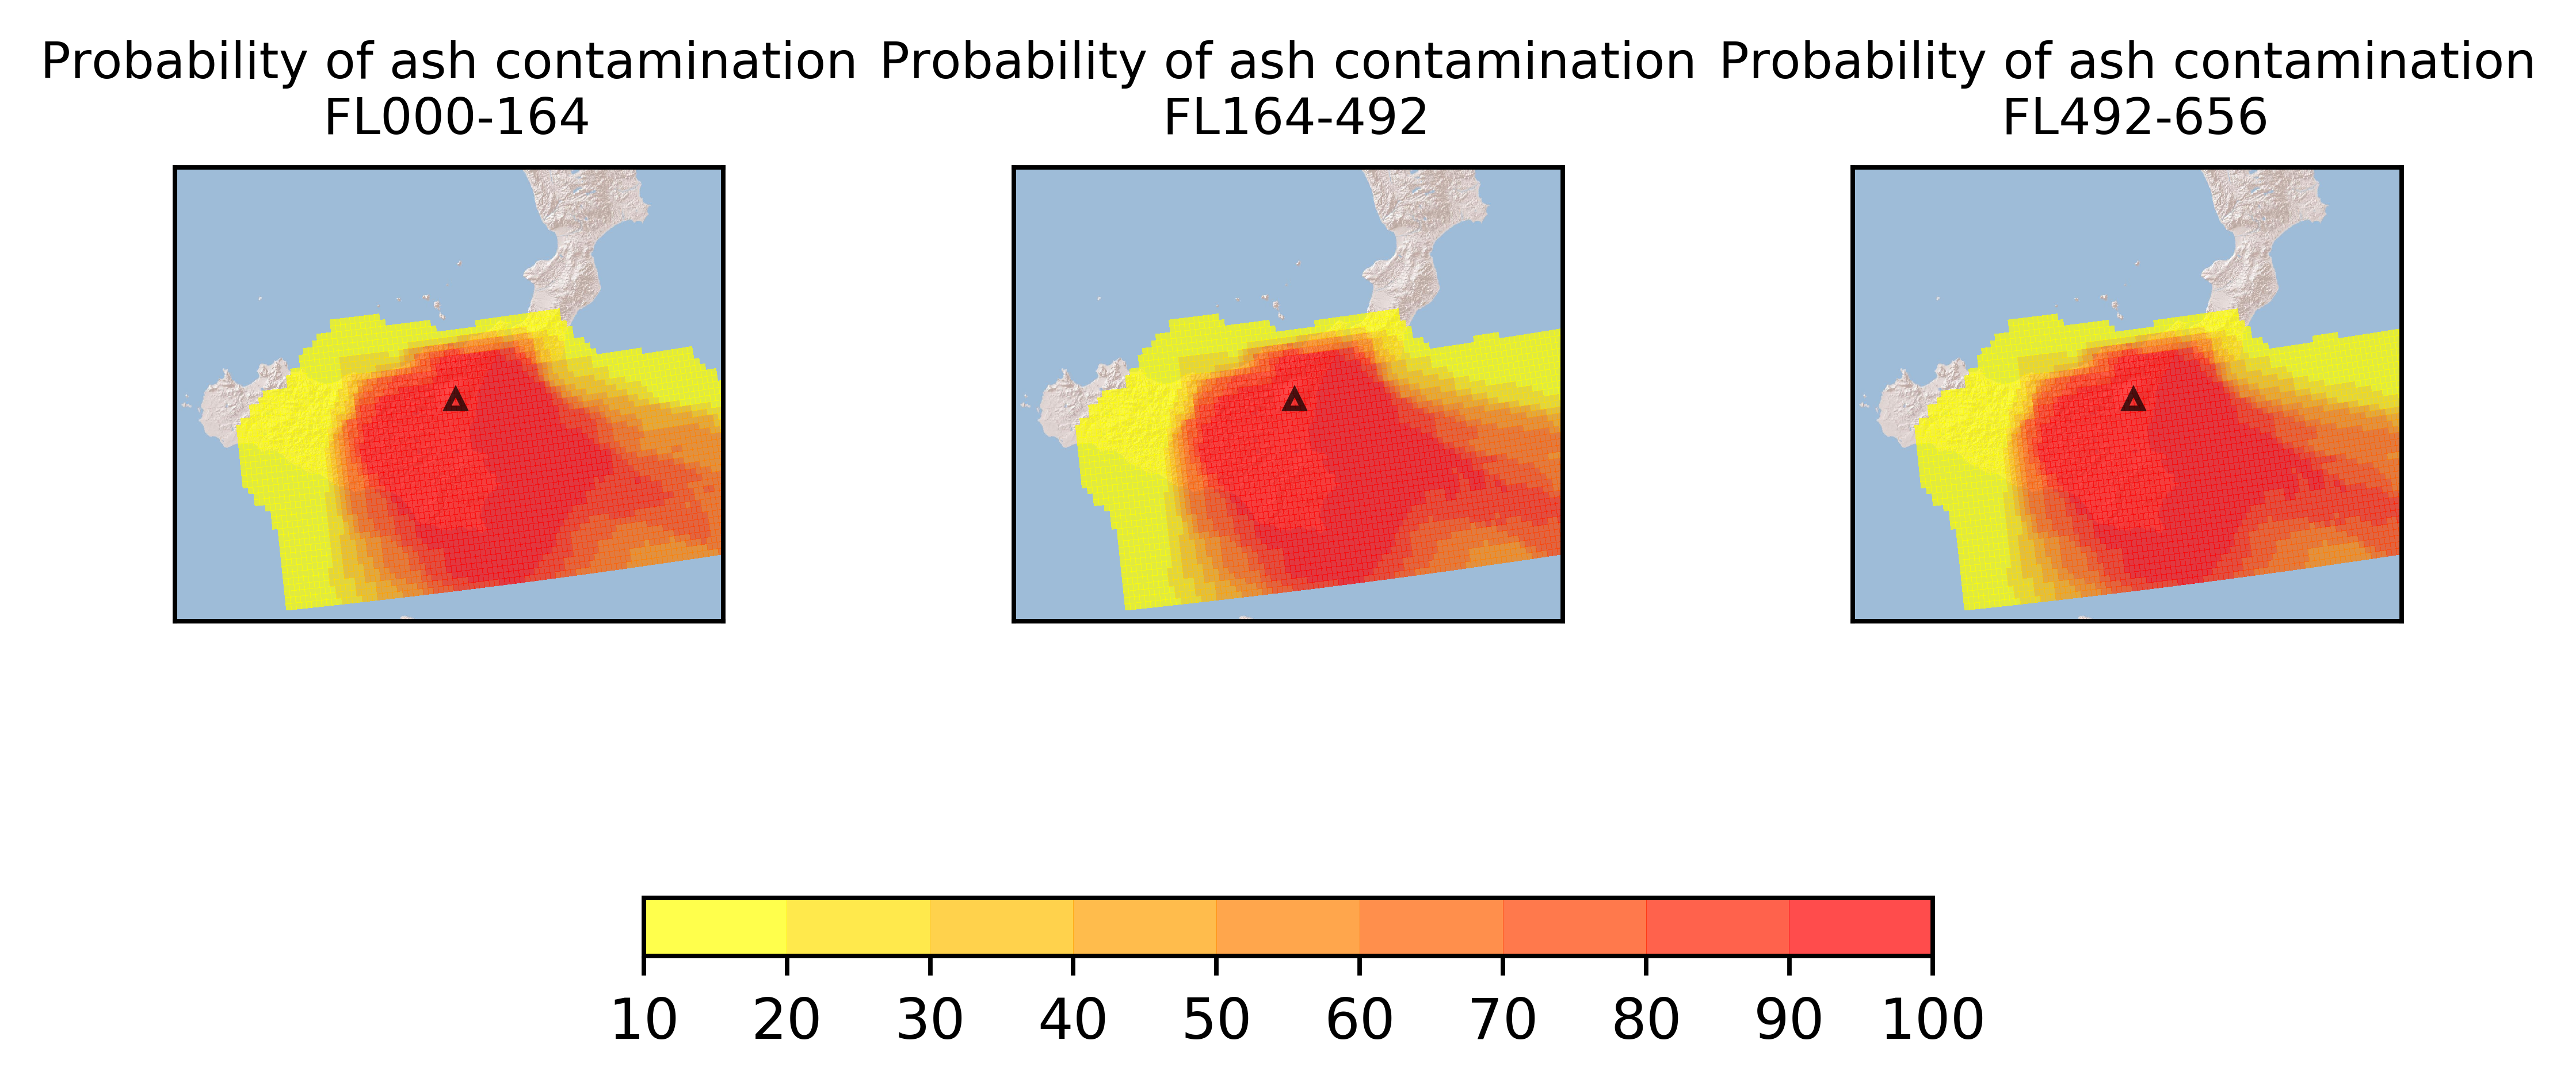 Probability of ash contamination
FL000-164
Probability of ash contamination
FL164-492
Probability of ash contamination
FL492-656
10 20 30 40 50 60 70 80 90 100